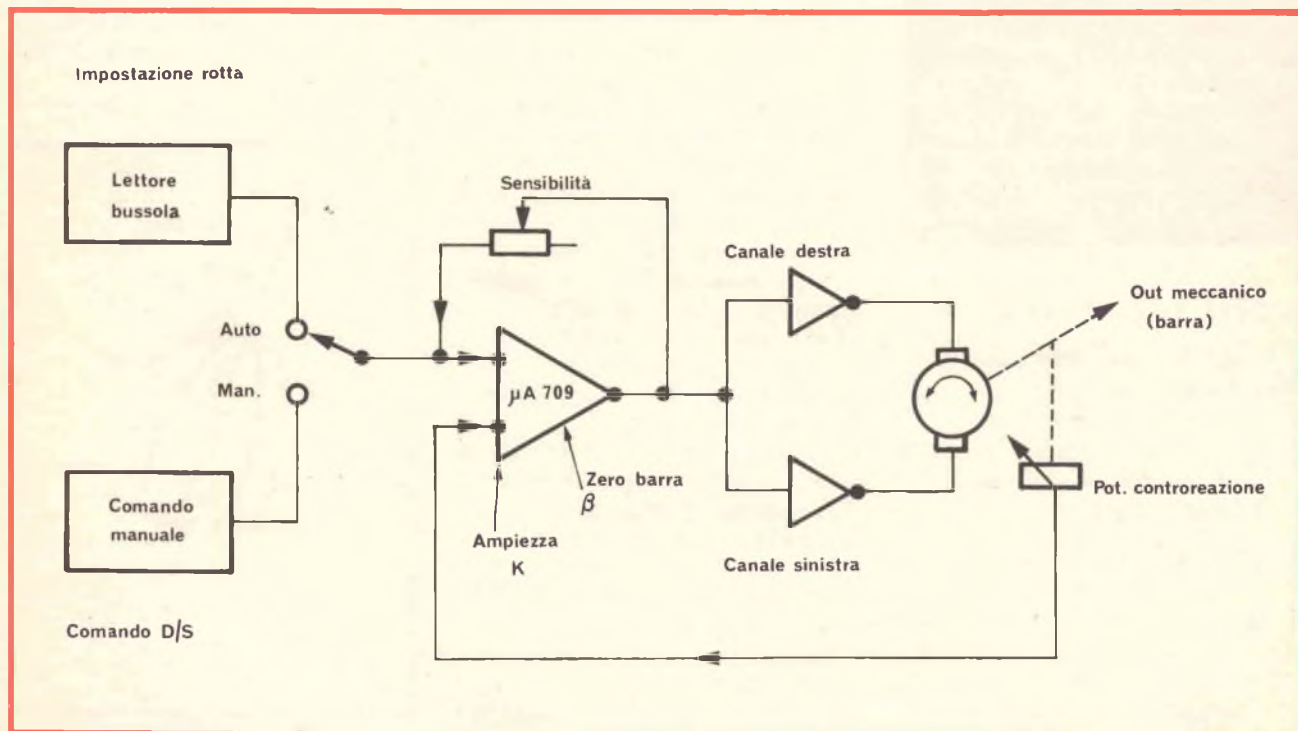 Impostazione rotta
Lettore
bussola
Sensibilità
Canale destra
Out meccanico
(barra)
Auto
Man.
µA 709
Zero barra
β
Pot. controreazione
Comando
manuale
Ampiezza
K
Canale sinistra
Comando D/S